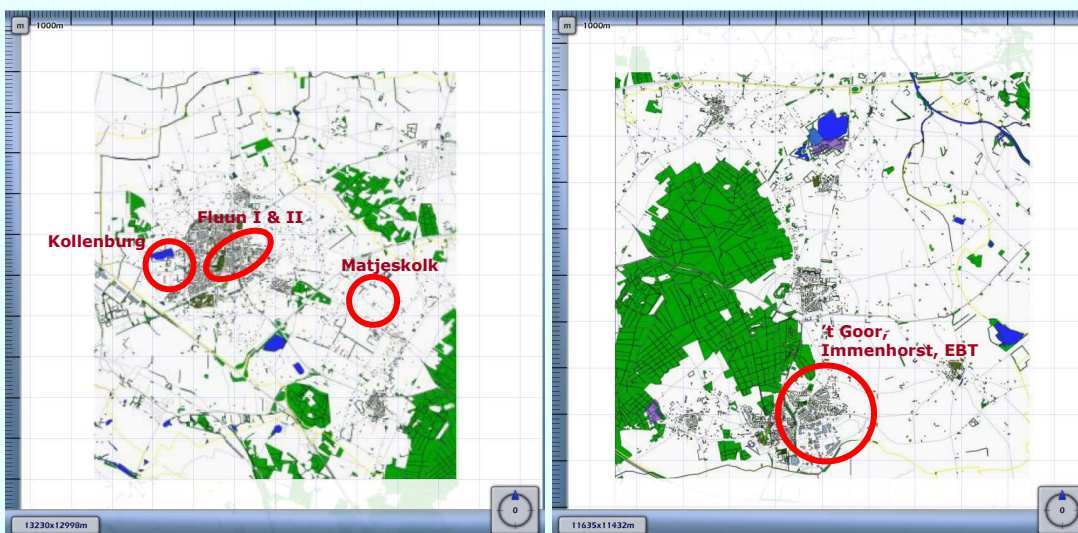 m
1000m
Fluun I & II
Kollenburg
Matjeskolk
0
13230x12998m
m
1000m
't Goor,
Immenhorst, EBT
0
11635x11432m